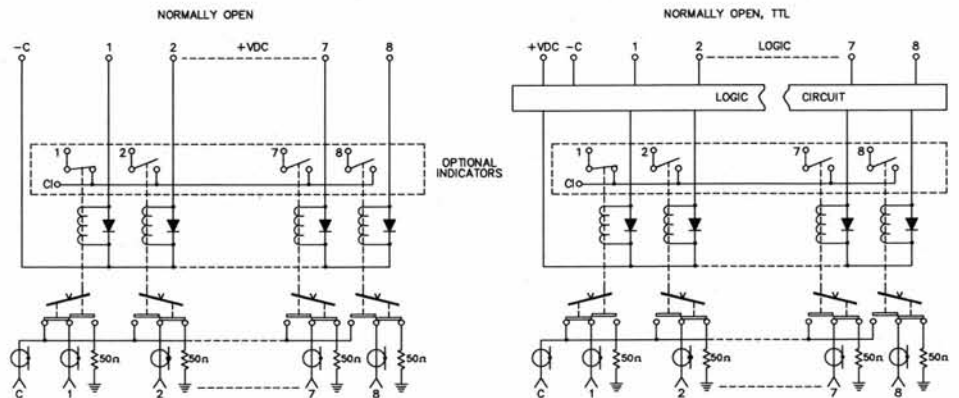 NORMALLY OPEN
-C 1 2 +VDC 7 8
1 2 7 8
CI
OPTIONAL
INDICATORS
50Ω 50Ω 50Ω 50Ω
C 1 2 7 8
NORMALLY OPEN, TTL
+VDC -C 1 2 LOGIC 7 8
LOGIC CIRCUIT
1 2 7 8
CI
50Ω 50Ω 50Ω 50Ω
C 1 2 7 8